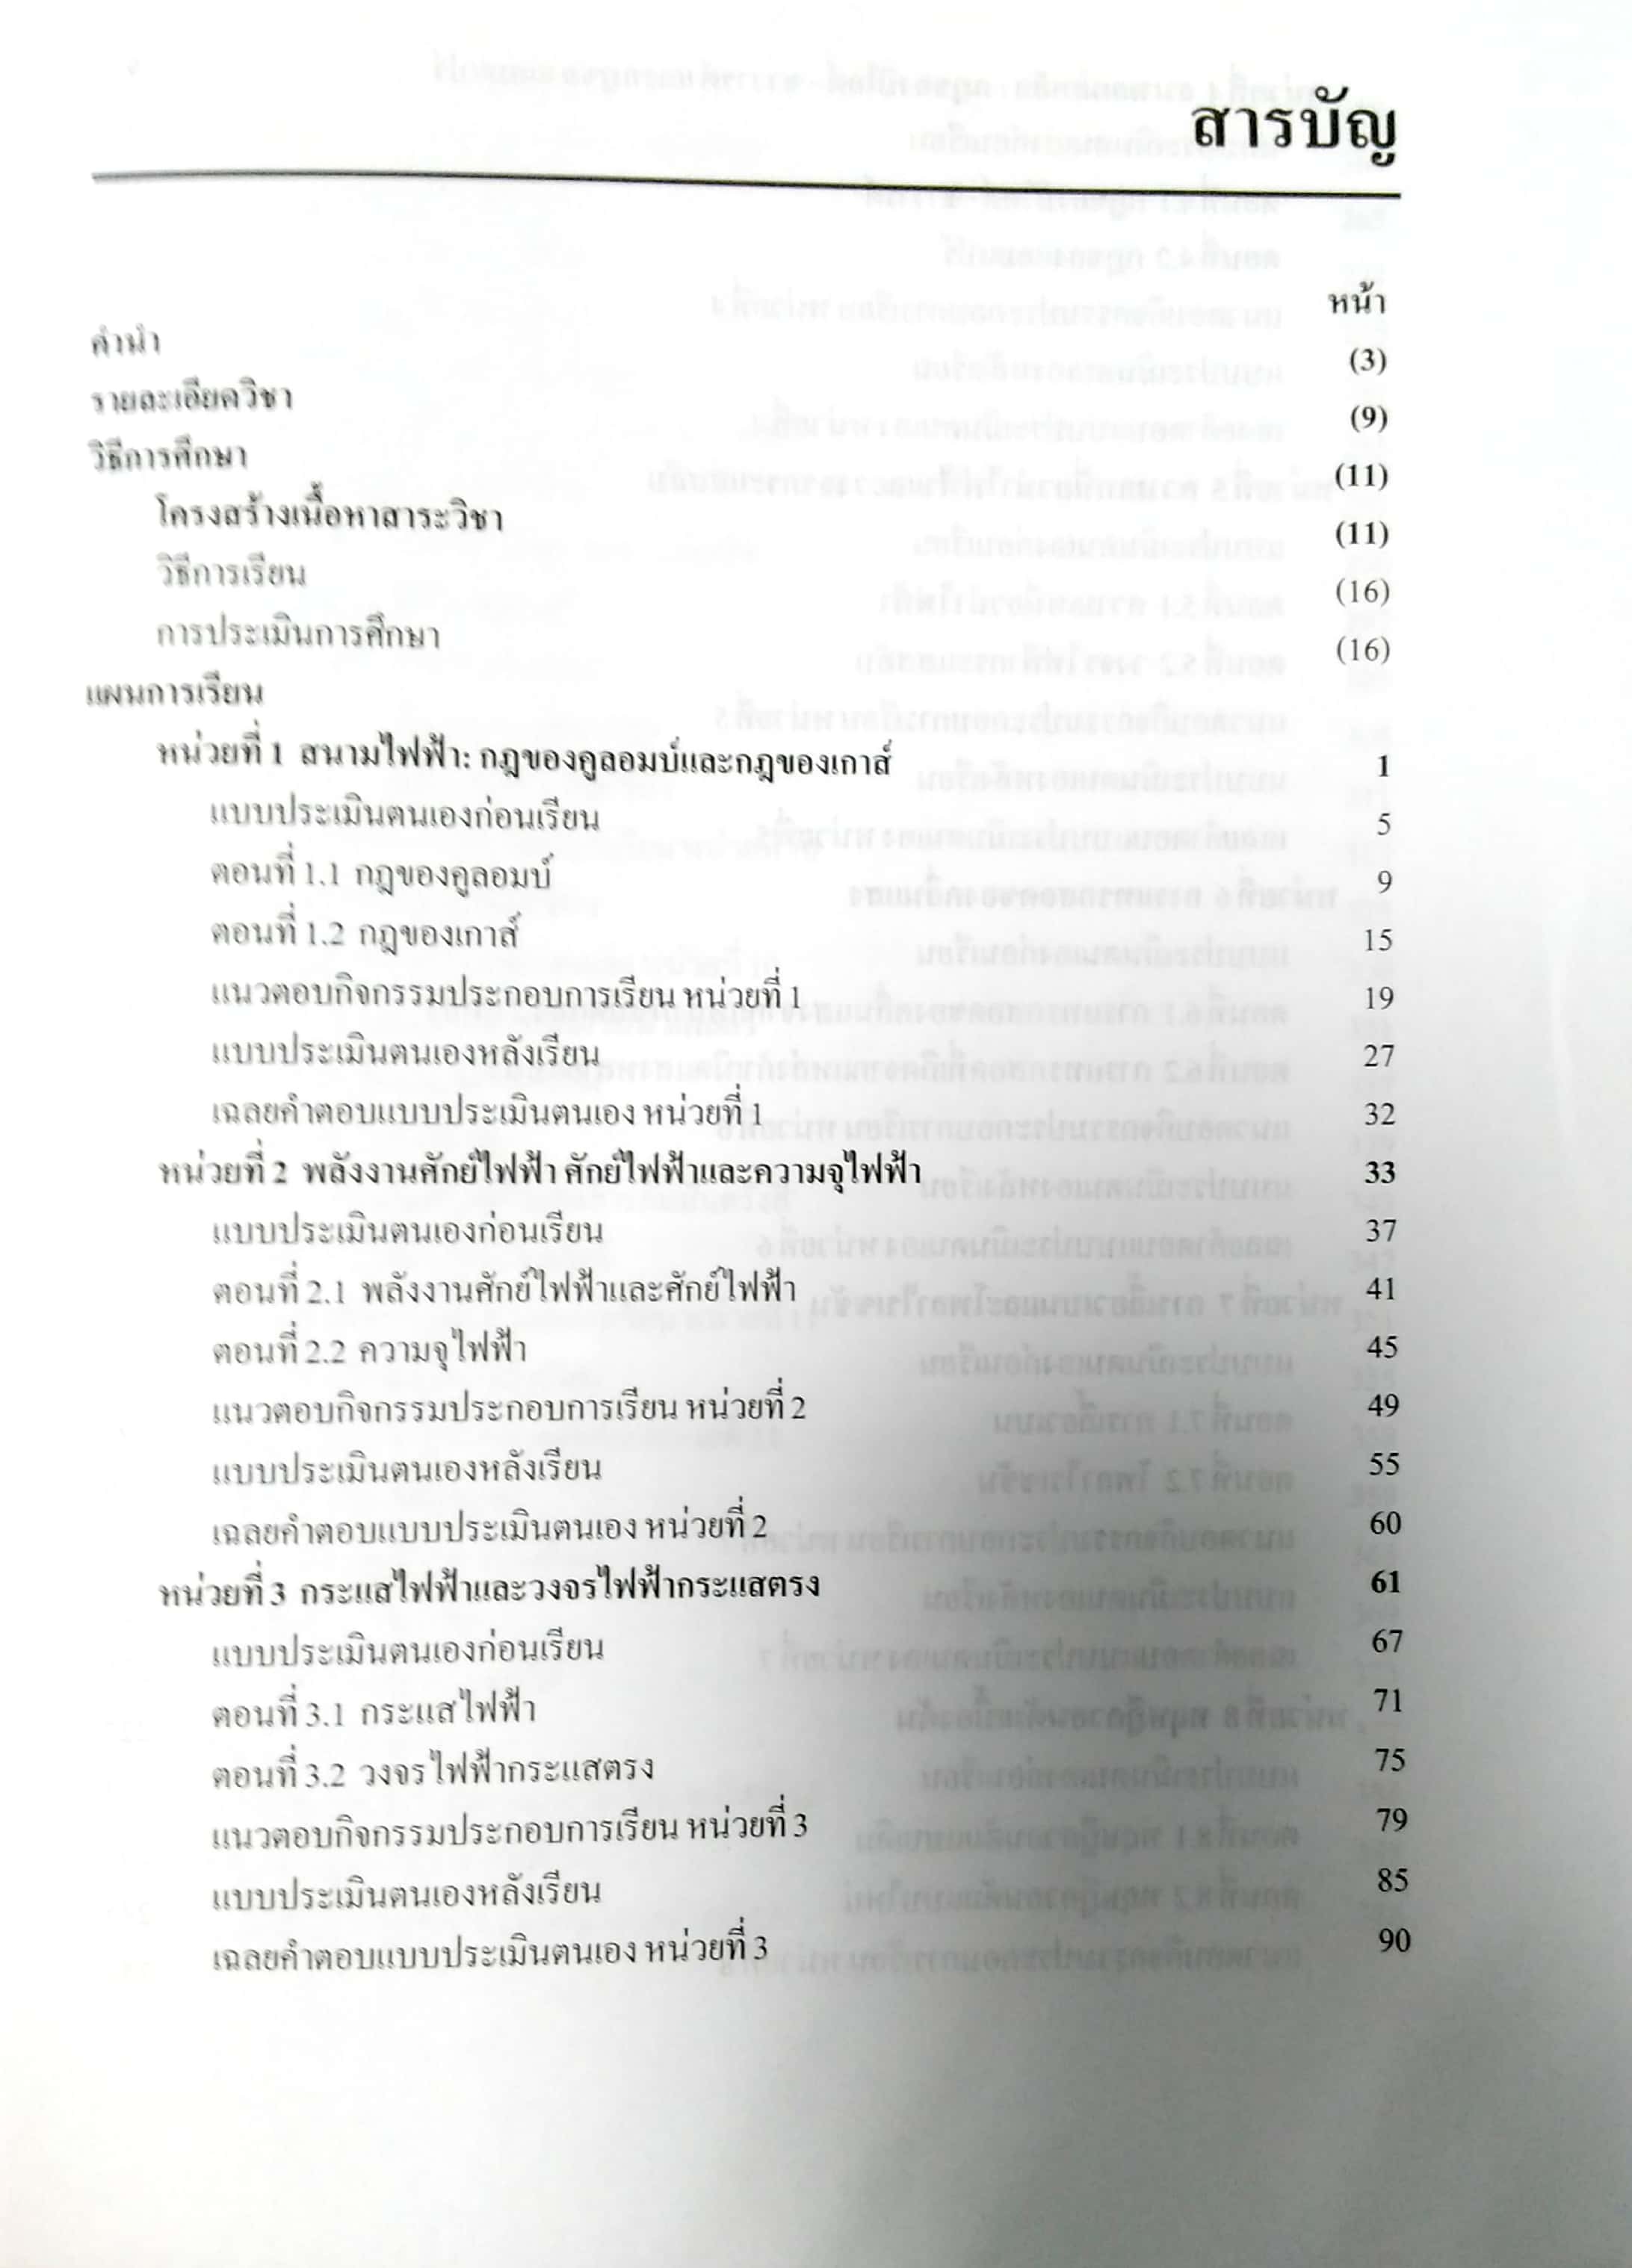 สารบัญ
หน้า
คำนำ (3)
รายละเอียดวิชา (9)
วิธีการศึกษา (11)
โครงสร้างเนื้อหาสาระวิชา (11)
วิธีการเรียน (16)
การประเมินการศึกษา (16)
แผนการเรียน
หน่วยที่ 1 สนามไฟฟ้า: กฎของคูลอมบ์และกฎของเกาส์ 1
แบบประเมินตนเองก่อนเรียน 5
ตอนที่ 1.1 กฎของคูลอมบ์ 9
ตอนที่ 1.2 กฎของเกาส์ 15
แนวตอบกิจกรรมประกอบการเรียน หน่วยที่ 1 19
แบบประเมินตนเองหลังเรียน 27
เฉลยคำตอบแบบประเมินตนเอง หน่วยที่ 1 32
หน่วยที่ 2 พลังงานศักย์ไฟฟ้า ศักย์ไฟฟ้าและความจุไฟฟ้า 33
แบบประเมินตนเองก่อนเรียน 37
ตอนที่ 2.1 พลังงานศักย์ไฟฟ้าและศักย์ไฟฟ้า 41
ตอนที่ 2.2 ความจุไฟฟ้า 45
แนวตอบกิจกรรมประกอบการเรียน หน่วยที่ 2 49
แบบประเมินตนเองหลังเรียน 55
เฉลยคำตอบแบบประเมินตนเอง หน่วยที่ 2 60
หน่วยที่ 3 กระแสไฟฟ้าและวงจรไฟฟ้ากระแสตรง 61
แบบประเมินตนเองก่อนเรียน 67
ตอนที่ 3.1 กระแสไฟฟ้า 71
ตอนที่ 3.2 วงจรไฟฟ้ากระแสตรง 75
แนวตอบกิจกรรมประกอบการเรียน หน่วยที่ 3 79
แบบประเมินตนเองหลังเรียน 85
เฉลยคำตอบแบบประเมินตนเอง หน่วยที่ 3 90